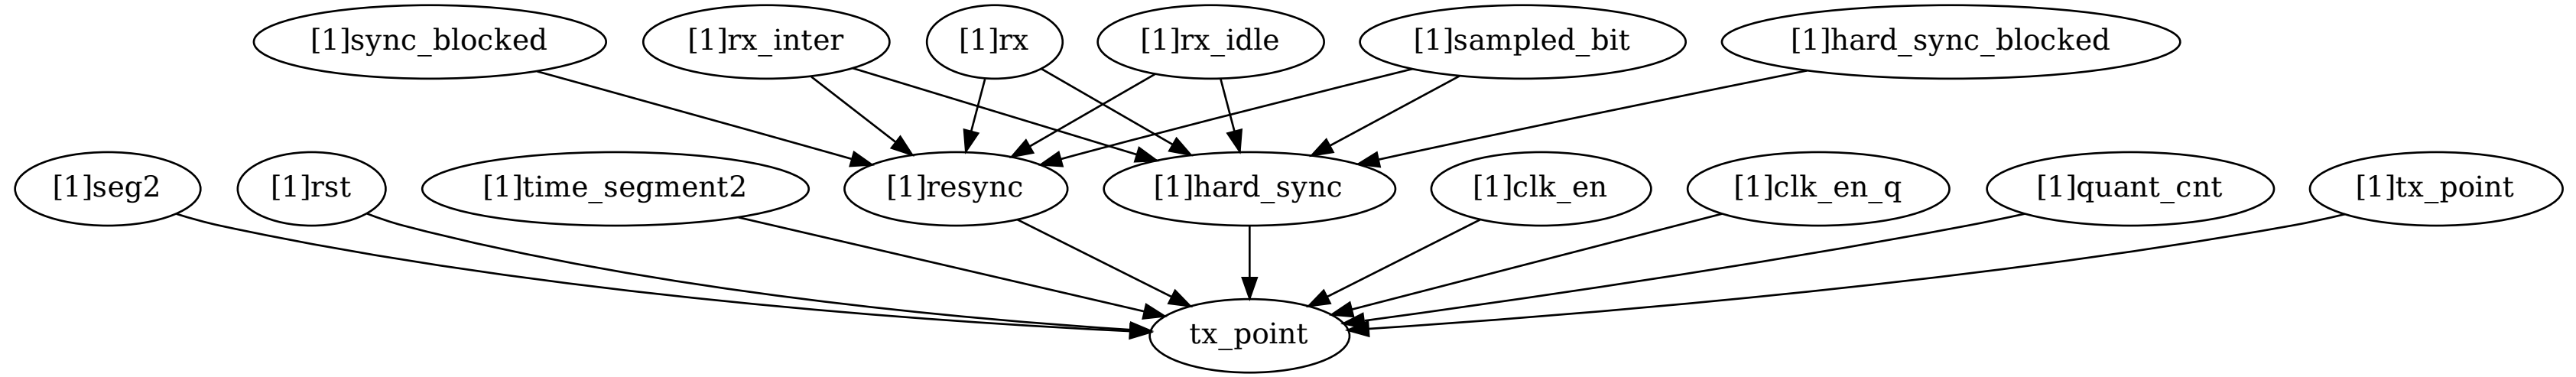 [1]sync_blocked
[1]rx_inter
[1]rx
[1]rx_idle
[1]sampled_bit
[1]hard_sync_blocked
[1]seg2
[1]rst
[1]time_segment2
[1]resync
[1]hard_sync
[1]clk_en
[1]clk_en_q
[1]quant_cnt
[1]tx_point
tx_point